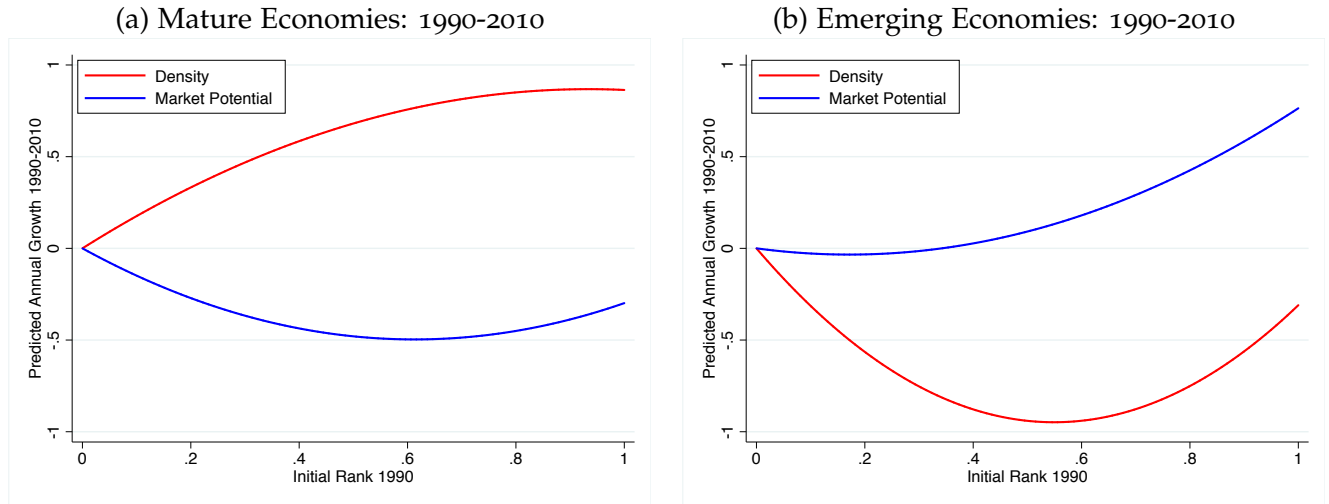 (a) Mature Economies: 1990-2010
Density
Market Potential
Predicted Annual Growth 1990-2010
1
.5
0
-.5
-1
0 .2 .4 .6 .8 1
Initial Rank 1990
(b) Emerging Economies: 1990-2010
Density
Market Potential
Predicted Annual Growth 1990-2010
1
.5
0
-.5
-1
0 .2 .4 .6 .8 1
Initial Rank 1990